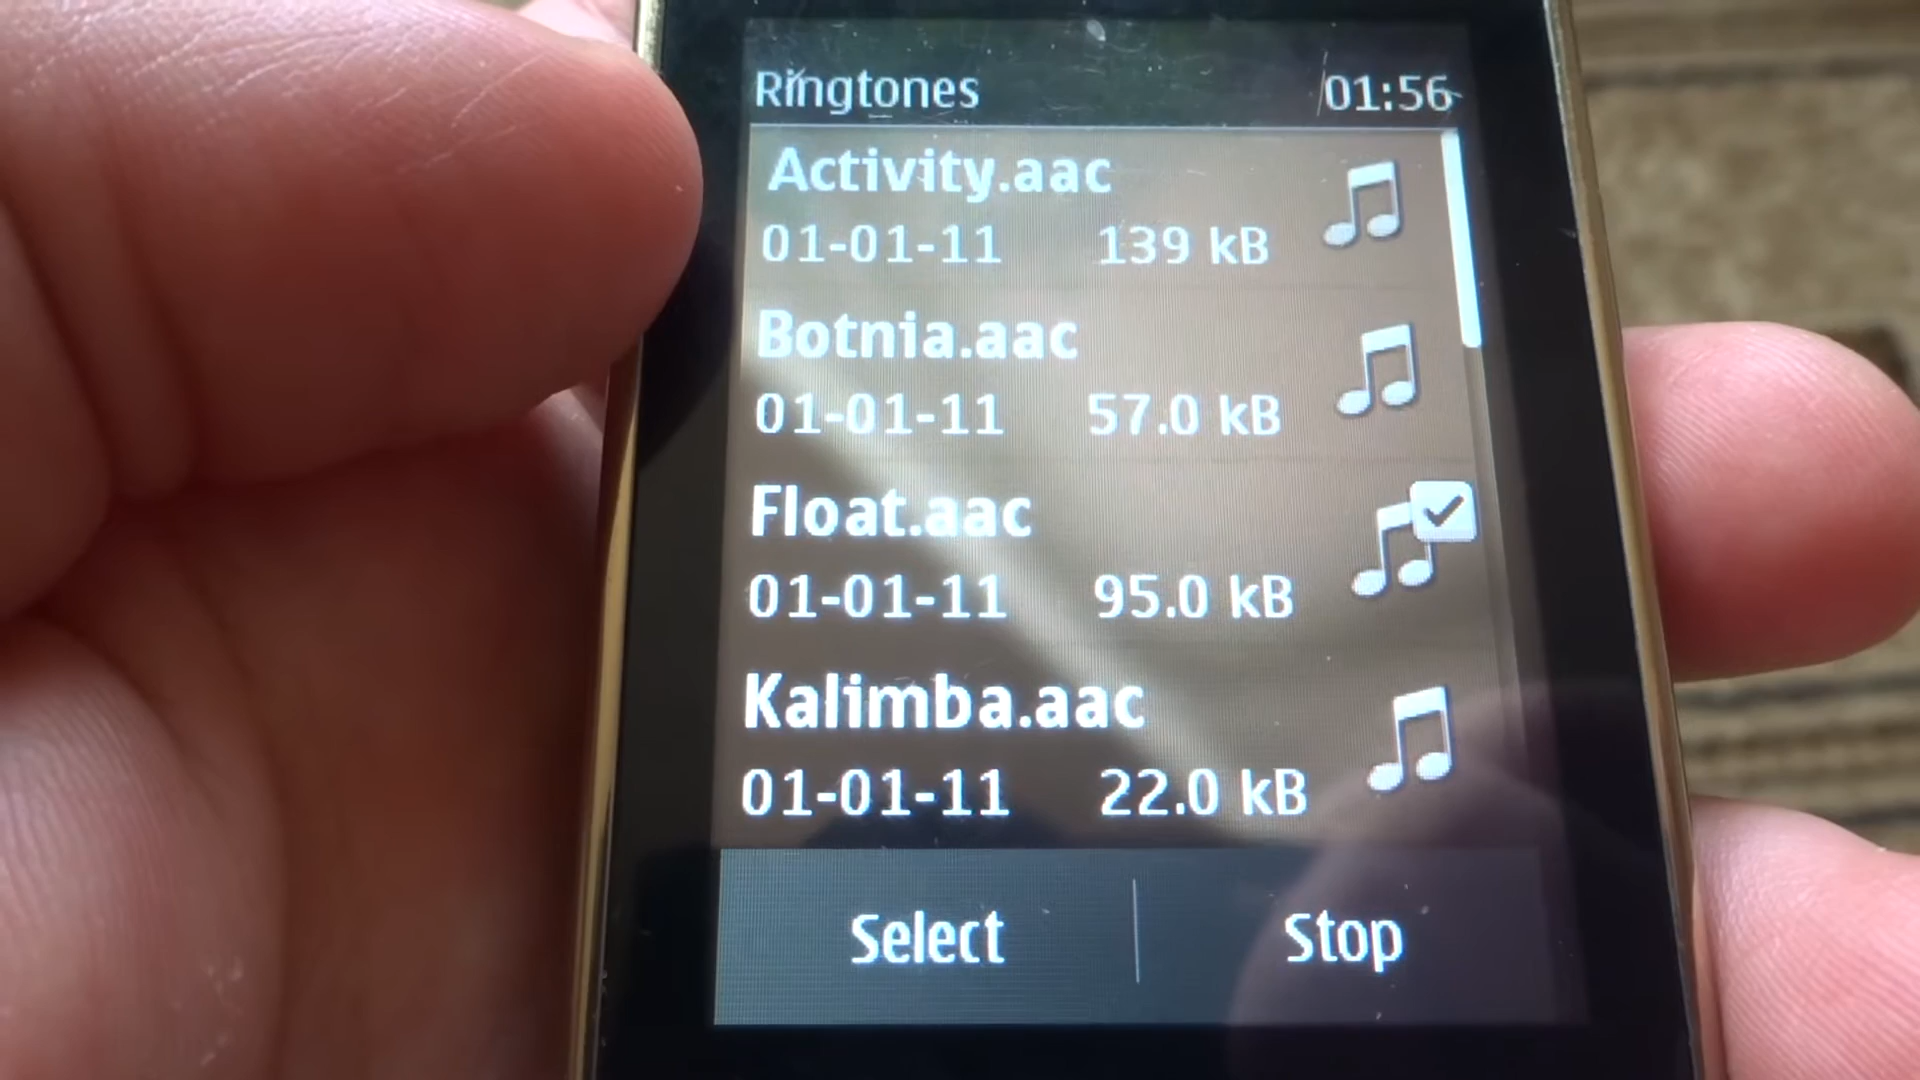 Ringtones 01:56
Activity.aac
01-01-11 139 kB
Botnia.aac
01-01-11 57.0 kB
Float.aac
01-01-11 95.0 kB
Kalimba.aac
01-01-11 22.0 kB
Select Stop